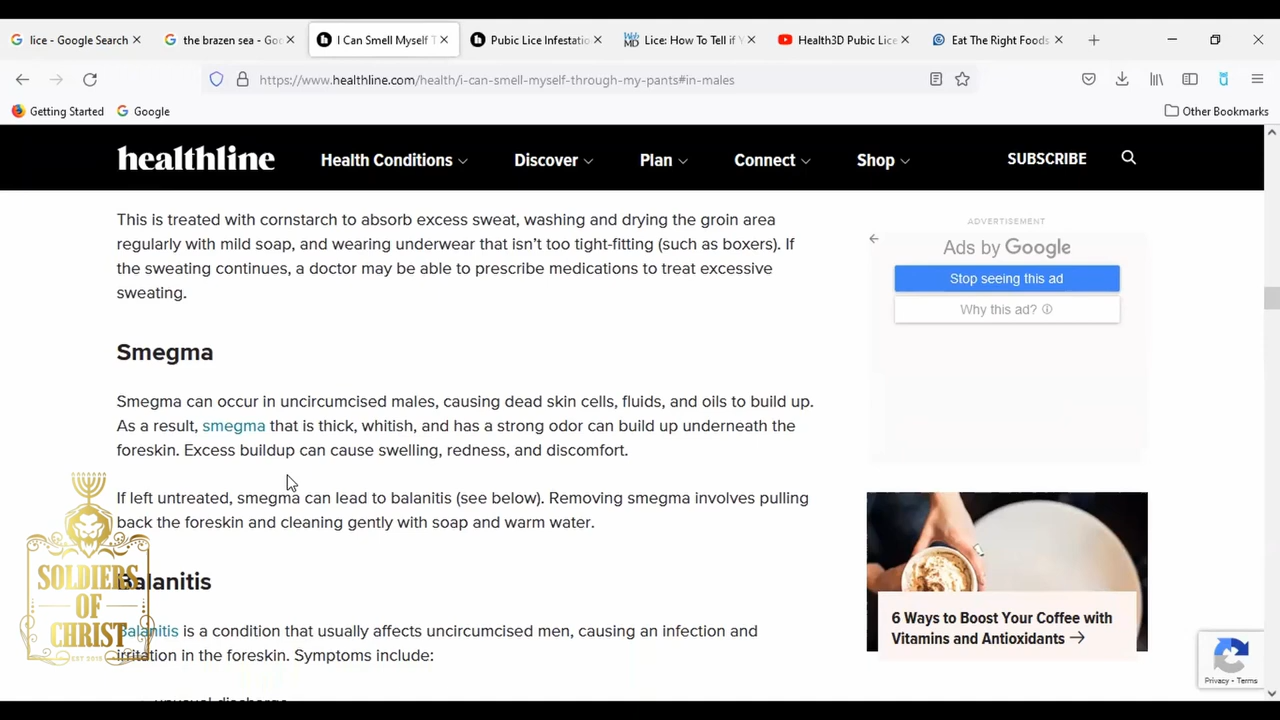 lice - Google Search
the brazen sea - Goo
I Can Smell Myself T
Pubic Lice Infestatio
Web MD
Lice: How To Tell if Y
Health3D Pubic Lice
Eat The Right Foods
https://www.healthline.com/health/i-can-smell-myself-through-my-pants#in-males
Getting Started
Google
Other Bookmarks
healthline
Health Conditions
Discover
Plan
Connect
Shop
SUBSCRIBE
This is treated with cornstarch to absorb excess sweat, washing and drying the groin area
regularly with mild soap, and wearing underwear that isn't too tight-fitting (such as boxers). If
the sweating continues, a doctor may be able to prescribe medications to treat excessive
sweating.
Smegma
Smegma can occur in uncircumcised males, causing dead skin cells, fluids, and oils to build up.
As a result, smegma that is thick, whitish, and has a strong odor can build up underneath the
foreskin. Excess buildup can cause swelling, redness, and discomfort.
If left untreated, smegma can lead to balanitis (see below). Removing smegma involves pulling
back the foreskin and cleaning gently with soap and warm water.
Balanitis
Balanitis is a condition that usually affects uncircumcised men, causing an infection and
irritation in the foreskin. Symptoms include:
unusual discharge
ADVERTISEMENT
Ads by Google
Stop seeing this ad
Why this ad?
6 Ways to Boost Your Coffee with
Vitamins and Antioxidants
Privacy - Terms
SOLDIERS
OF
CHRIST